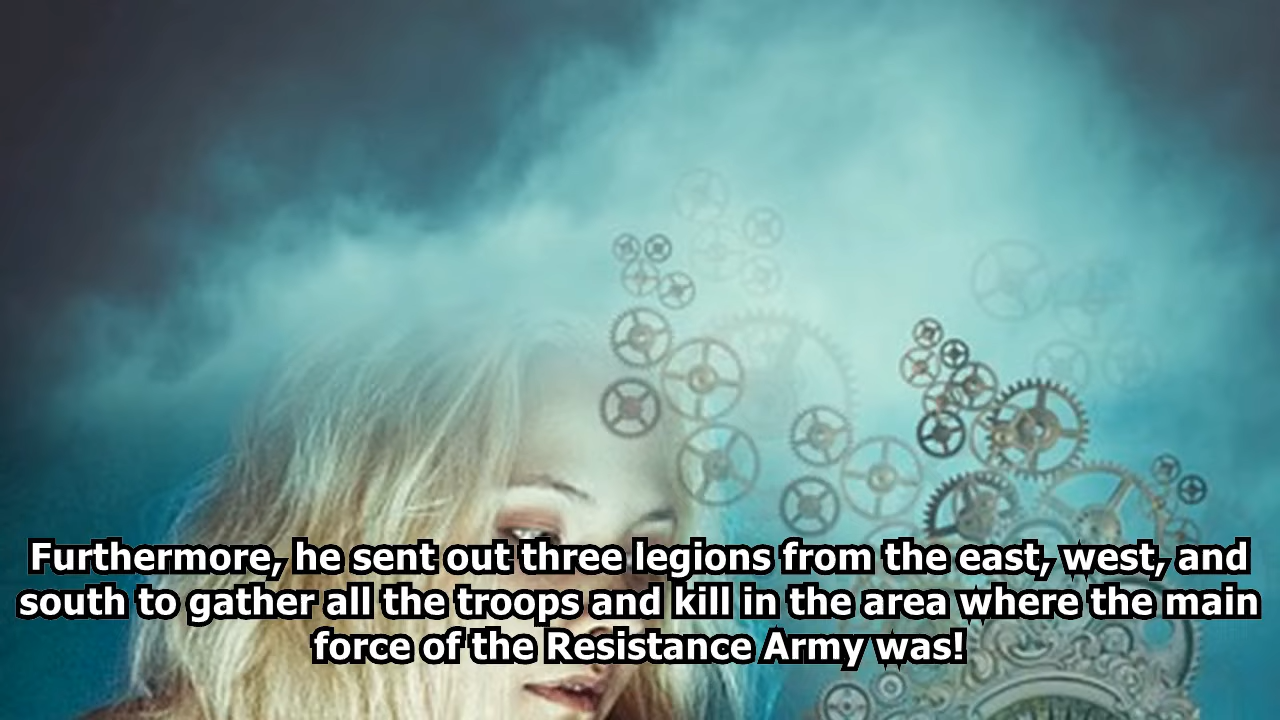 Furthermore, he sent out three legions from the east, west, and
south to gather all the troops and kill in the area where the main
force of the Resistance Army was!